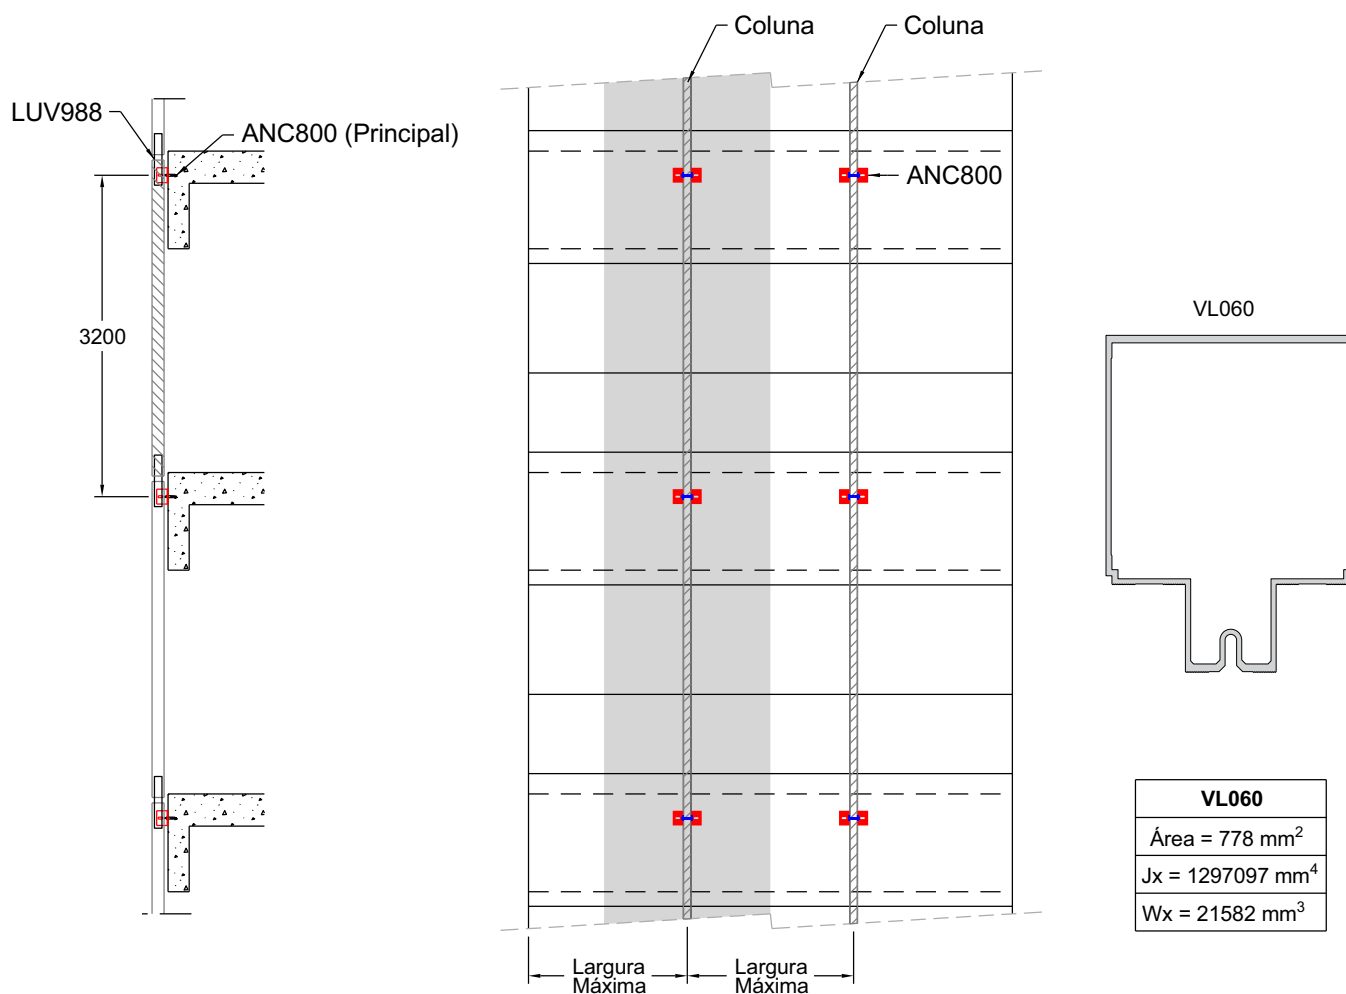 Coluna
Coluna
LUV988
ANC800 (Principal)
ANC800
3200
VL060
VL060
Área = 778 mm²
Jx = 1297097 mm⁴
Wx = 21582 mm³
Largura
Máxima
Largura
Máxima